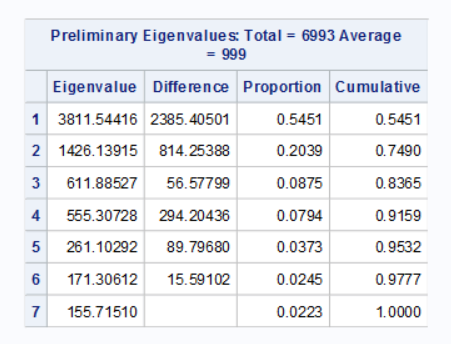 Preliminary Eigenvalues: Total = 6993 Average
= 999
Eigenvalue Difference Proportion Cumulative
1 3811.54416 2385.40501 0.5451 0.5451
2 1426.13915 814.25388 0.2039 0.7490
3 611.88527 56.57799 0.0875 0.8365
4 555.30728 294.20436 0.0794 0.9159
5 261.10292 89.79680 0.0373 0.9532
6 171.30612 15.59102 0.0245 0.9777
7 155.71510 0.0223 1.0000